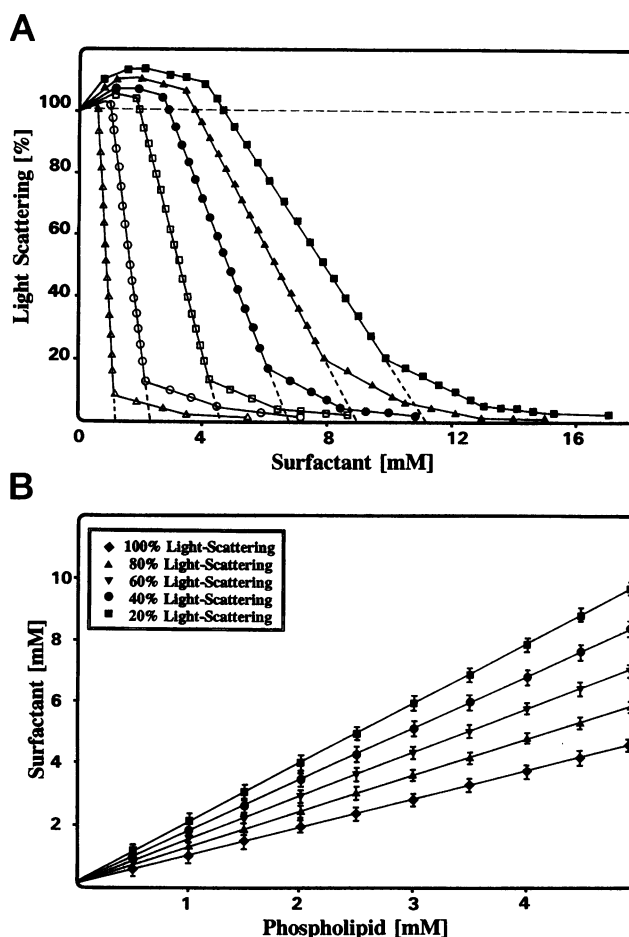 A
100
80
60
40
20
Light Scattering [%]
0 4 8 12 16
Surfactant [mM]
B
◆ 100% Light-Scattering
▲ 80% Light-Scattering
▼ 60% Light-Scattering
● 40% Light-Scattering
■ 20% Light-Scattering
10
8
6
4
2
Surfactant [mM]
1 2 3 4
Phospholipid [mM]